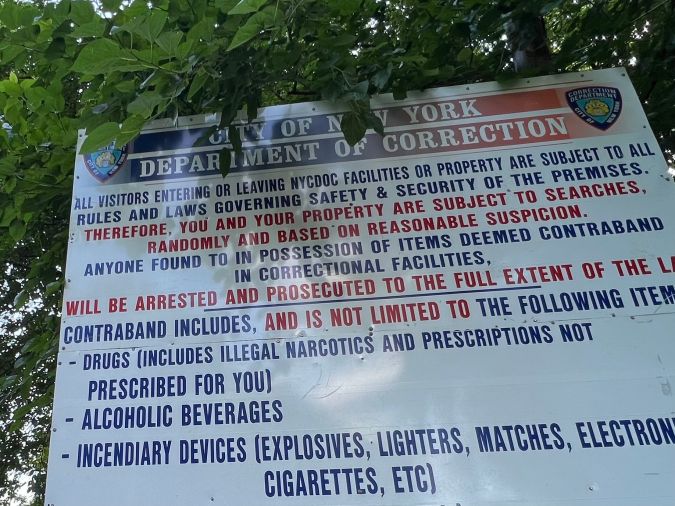 CITY OF NEW YORK
DEPARTMENT OF CORRECTION
CORRECTION DEPARTMENT
ALL VISITORS ENTERING OR LEAVING NYCDOC FACILITIES OR PROPERTY ARE SUBJECT TO ALL
RULES AND LAWS GOVERNING SAFETY & SECURITY OF THE PREMISES.
THEREFORE, YOU AND YOUR PROPERTY ARE SUBJECT TO SEARCHES,
RANDOMLY AND BASED ON REASONABLE SUSPICION.
ANYONE FOUND TO IN POSSESSION OF ITEMS DEEMED CONTRABAND
IN CORRECTIONAL FACILITIES,
WILL BE ARRESTED AND PROSECUTED TO THE FULL EXTENT OF THE LA
CONTRABAND INCLUDES, AND IS NOT LIMITED TO THE FOLLOWING ITEM
- DRUGS (INCLUDES ILLEGAL NARCOTICS AND PRESCRIPTIONS NOT
PRESCRIBED FOR YOU)
- ALCOHOLIC BEVERAGES
- INCENDIARY DEVICES (EXPLOSIVES, LIGHTERS, MATCHES, ELECTRONI
CIGARETTES, ETC)